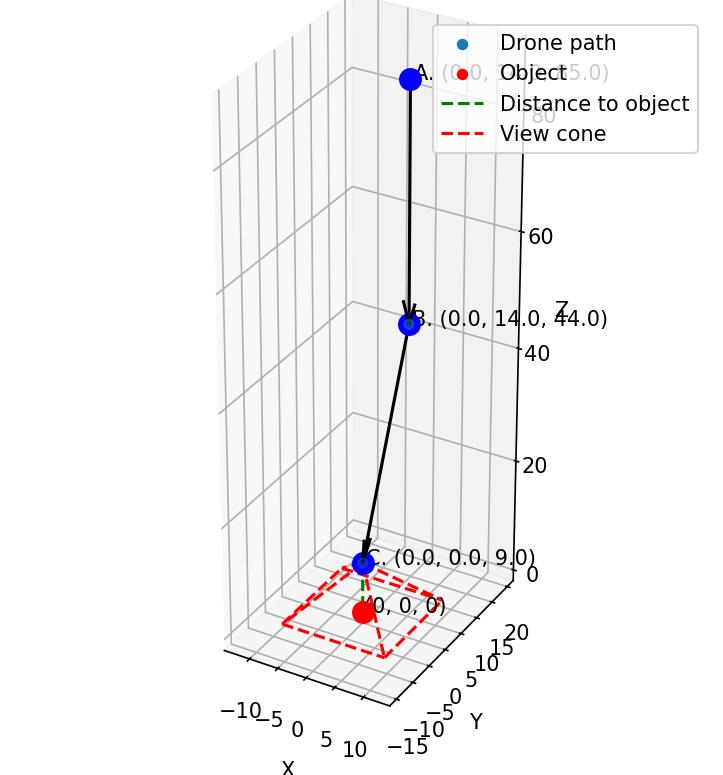 Drone path
Object
Distance to object
View cone
A. (0.0,
5.0)
80
60
Z
B. (0.0, 14.0, 44.0)
40
20
C. (0.0, 0.0, 9.0)
0
(0, 0, 0)
20
15
10
5
0
−5
−10
−15
Y
−10
−5
0
5
10
X